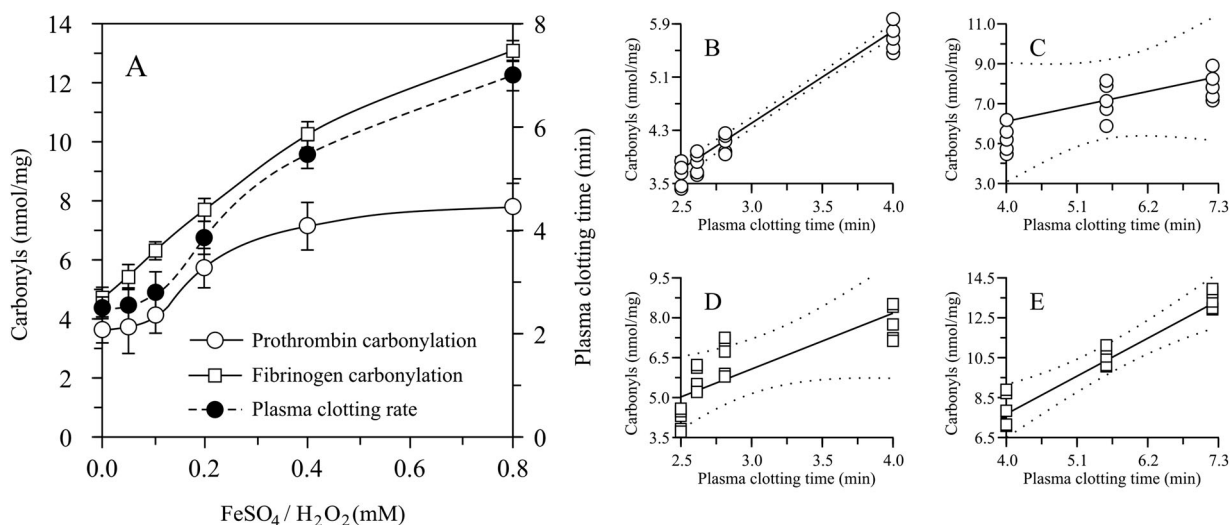 A
14
12
10
8
6
4
2
0
Carbonyls (nmol/mg)
8
6
4
2
0
Plasma clotting time (min)
Prothrombin carbonylation
Fibrinogen carbonylation
Plasma clotting rate
0.0
0.2
0.4
0.6
0.8
FeSO₄ / H₂O₂(mM)
B
5.9
5.1
4.3
3.5
Carbonyls (nmol/mg)
2.5
3.0
3.5
4.0
Plasma clotting time (min)
C
11.0
9.0
7.0
5.0
3.0
Carbonyls (nmol/mg)
4.0
5.1
6.2
7.3
Plasma clotting time (min)
D
9.5
8.0
6.5
5.0
3.5
Carbonyls (nmol/mg)
2.5
3.0
3.5
4.0
Plasma clotting time (min)
E
14.5
12.5
10.5
8.5
6.5
Carbonyls (nmol/mg)
4.0
5.1
6.2
7.3
Plasma clotting time (min)